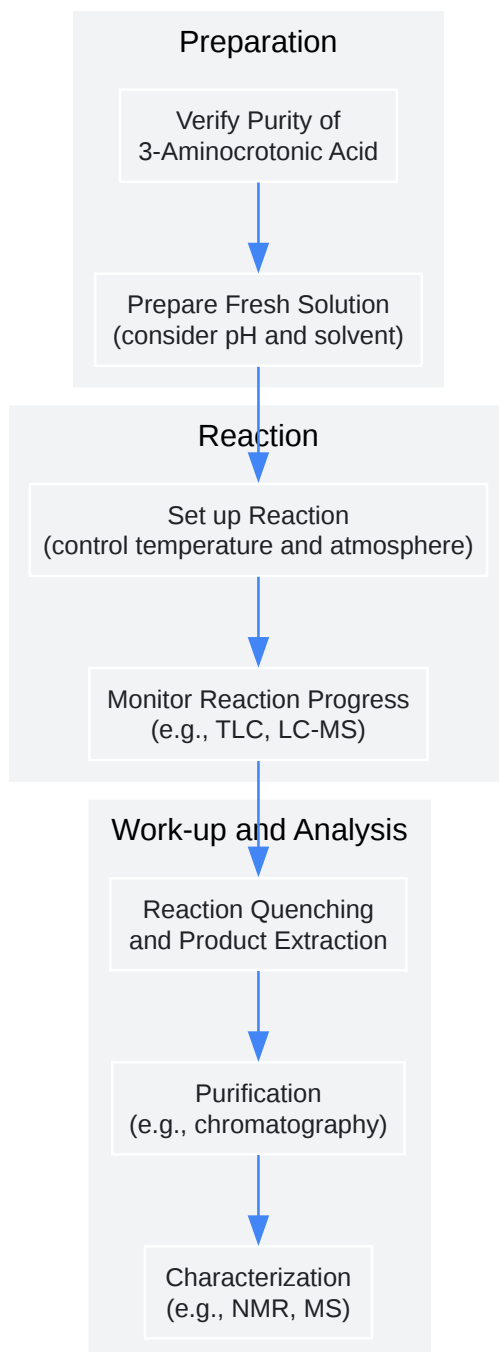 Preparation
Verify Purity of
3-Aminocrotonic Acid
Prepare Fresh Solution
(consider pH and solvent)
Reaction
Set up Reaction
(control temperature and atmosphere)
Monitor Reaction Progress
(e.g., TLC, LC-MS)
Work-up and Analysis
Reaction Quenching
and Product Extraction
Purification
(e.g., chromatography)
Characterization
(e.g., NMR, MS)